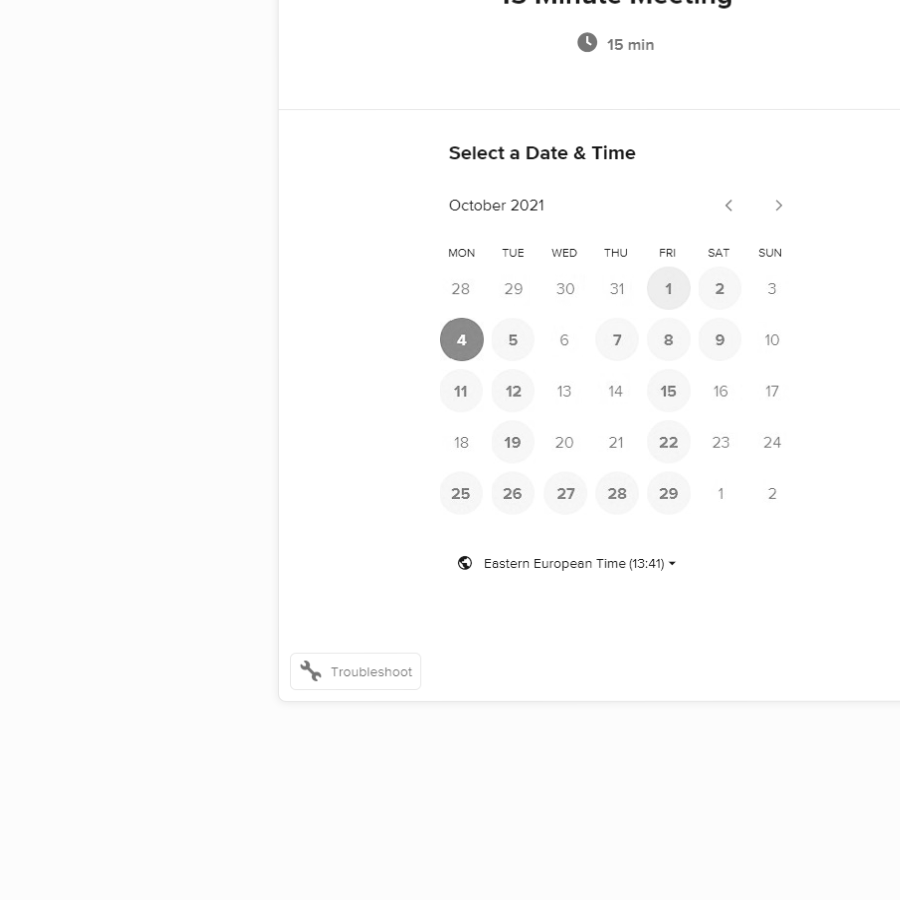 15 Minute Meeting
15 min
Select a Date & Time
October 2021
MON TUE WED THU FRI SAT SUN
28 29 30 31 1 2 3
4 5 6 7 8 9 10
11 12 13 14 15 16 17
18 19 20 21 22 23 24
25 26 27 28 29 1 2
Eastern European Time (13:41)
Troubleshoot